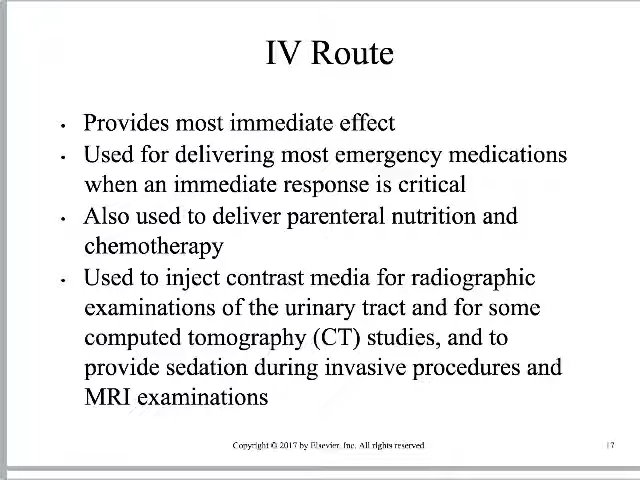 IV Route
• Provides most immediate effect
• Used for delivering most emergency medications
when an immediate response is critical
• Also used to deliver parenteral nutrition and
chemotherapy
• Used to inject contrast media for radiographic
examinations of the urinary tract and for some
computed tomography (CT) studies, and to
provide sedation during invasive procedures and
MRI examinations
Copyright © 2017 by Elsevier, Inc. All rights reserved
17